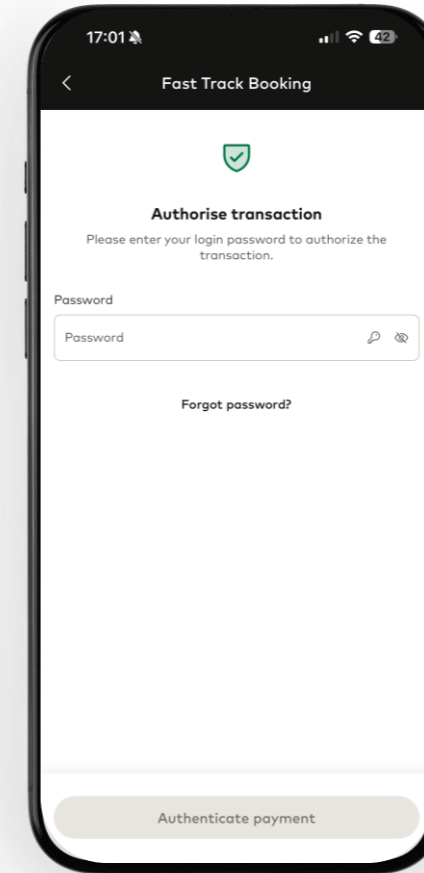 17:01
42
Fast Track Booking
Authorise transaction
Please enter your login password to authorize the
transaction.
Password
Password
Forgot password?
Authenticate payment